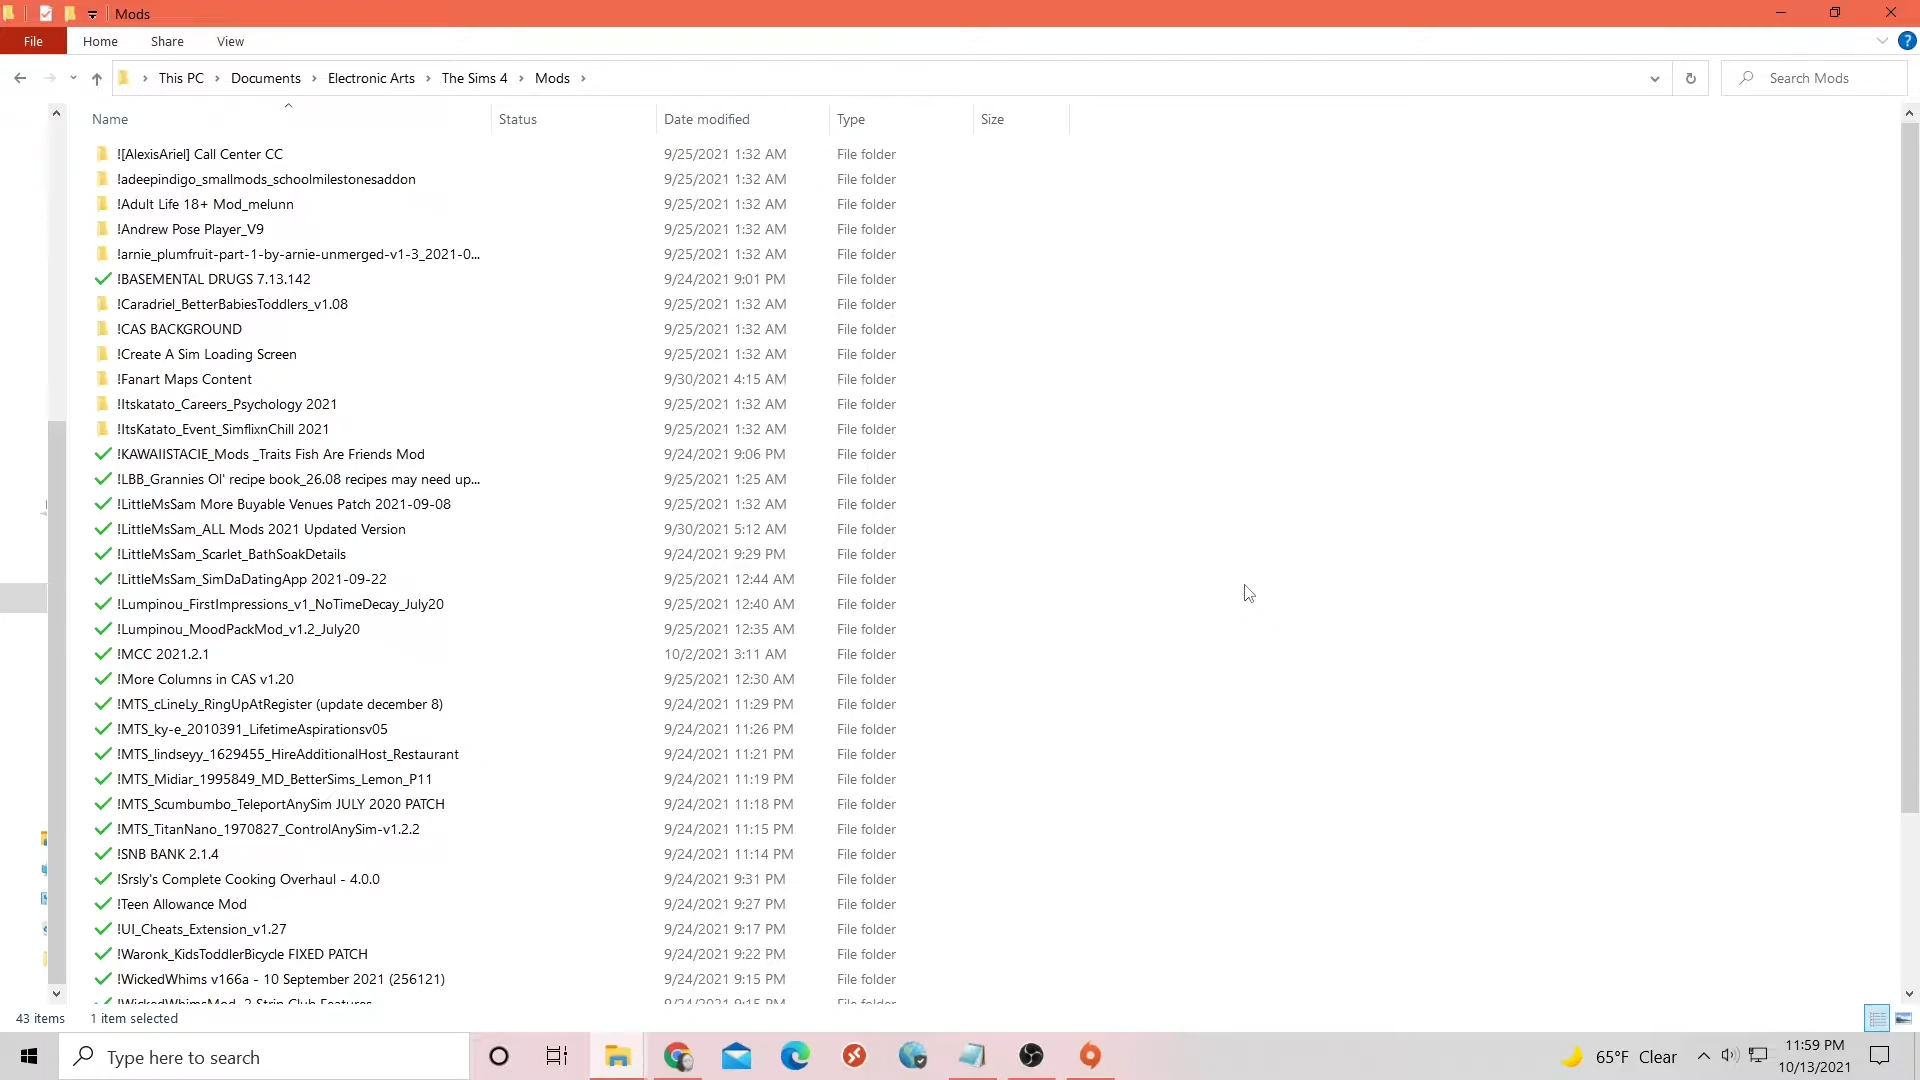 Mods
File Home Share View
This PC Documents Electronic Arts The Sims 4 Mods Search Mods
Name Status Date modified Type Size
![AlexisAriel] Call Center CC 9/25/2021 1:32 AM File folder
!adeepindigo_smallmods_schoolmilestonesaddon 9/25/2021 1:32 AM File folder
!Adult Life 18+ Mod_melunn 9/25/2021 1:32 AM File folder
!Andrew Pose Player_V9 9/25/2021 1:32 AM File folder
!arnie_plumfruit-part-1-by-arnie-unmerged-v1-3_2021-0... 9/25/2021 1:32 AM File folder
!BASEMENTAL DRUGS 7.13.142 9/24/2021 9:01 PM File folder
!Caradriel_BetterBabiesToddlers_v1.08 9/25/2021 1:32 AM File folder
!CAS BACKGROUND 9/25/2021 1:32 AM File folder
!Create A Sim Loading Screen 9/25/2021 1:32 AM File folder
!Fanart Maps Content 9/30/2021 4:15 AM File folder
!Itskatato_Careers_Psychology 2021 9/25/2021 1:32 AM File folder
!ItsKatato_Event_SimflixnChill 2021 9/25/2021 1:32 AM File folder
!KAWAIISTACIE_Mods _Traits Fish Are Friends Mod 9/24/2021 9:06 PM File folder
!LBB_Grannies Ol' recipe book_26.08 recipes may need up... 9/25/2021 1:25 AM File folder
!LittleMsSam More Buyable Venues Patch 2021-09-08 9/25/2021 1:32 AM File folder
!LittleMsSam_ALL Mods 2021 Updated Version 9/30/2021 5:12 AM File folder
!LittleMsSam_Scarlet_BathSoakDetails 9/24/2021 9:29 PM File folder
!LittleMsSam_SimDaDatingApp 2021-09-22 9/25/2021 12:44 AM File folder
!Lumpinou_FirstImpressions_v1_NoTimeDecay_July20 9/25/2021 12:40 AM File folder
!Lumpinou_MoodPackMod_v1.2_July20 9/25/2021 12:35 AM File folder
!MCC 2021.2.1 10/2/2021 3:11 AM File folder
!More Columns in CAS v1.20 9/25/2021 12:30 AM File folder
!MTS_cLineLy_RingUpAtRegister (update december 8) 9/24/2021 11:29 PM File folder
!MTS_ky-e_2010391_LifetimeAspirationsv05 9/24/2021 11:26 PM File folder
!MTS_lindseyy_1629455_HireAdditionalHost_Restaurant 9/24/2021 11:21 PM File folder
!MTS_Midiar_1995849_MD_BetterSims_Lemon_P11 9/24/2021 11:19 PM File folder
!MTS_Scumbumbo_TeleportAnySim JULY 2020 PATCH 9/24/2021 11:18 PM File folder
!MTS_TitanNano_1970827_ControlAnySim-v1.2.2 9/24/2021 11:15 PM File folder
!SNB BANK 2.1.4 9/24/2021 11:14 PM File folder
!Srsly's Complete Cooking Overhaul - 4.0.0 9/24/2021 9:31 PM File folder
!Teen Allowance Mod 9/24/2021 9:27 PM File folder
!UI_Cheats_Extension_v1.27 9/24/2021 9:17 PM File folder
!Waronk_KidsToddlerBicycle FIXED PATCH 9/24/2021 9:22 PM File folder
!WickedWhims v166a - 10 September 2021 (256121) 9/24/2021 9:15 PM File folder
!WickedWhimsMod_2 Strip Club Features 9/24/2021 9:15 PM File folder
43 items 1 item selected
Type here to search 65°F Clear 11:59 PM
10/13/2021